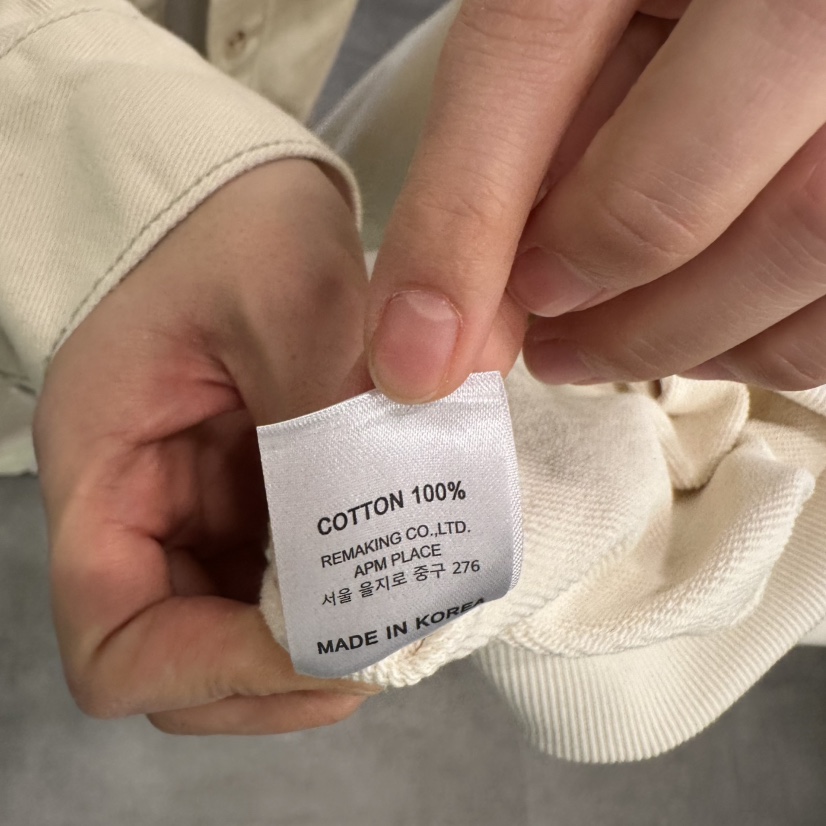 COTTON 100%
REMAKING CO.,LTD.
APM PLACE
서울 을지로 중구 276
MADE IN KOREA